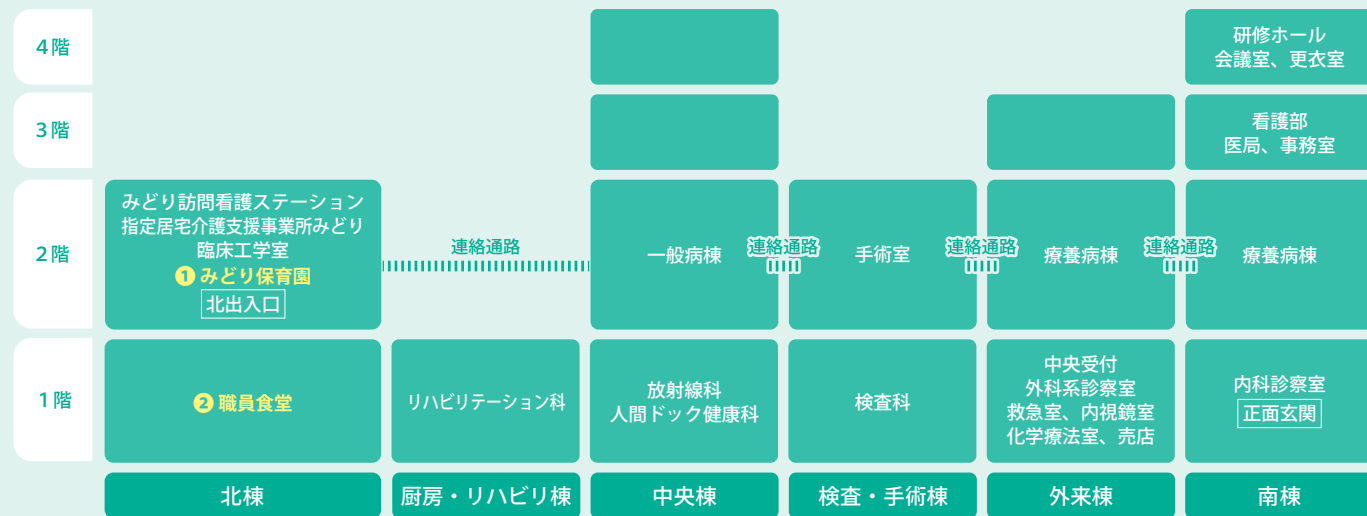 4階
研修ホール
会議室、更衣室
3階
看護部
医局、事務室
2階
みどり訪問看護ステーション
指定居宅介護支援事業所みどり
臨床工学室
1 みどり保育園
北出入口
連絡通路
一般病棟
連絡通路
手術室
連絡通路
療養病棟
連絡通路
療養病棟
1階
2 職員食堂
リハビリテーション科
放射線科
人間ドック健康科
検査科
中央受付
外科系診察室
救急室、内視鏡室
化学療法室、売店
内科診察室
正面玄関
北棟
厨房・リハビリ棟
中央棟
検査・手術棟
外来棟
南棟